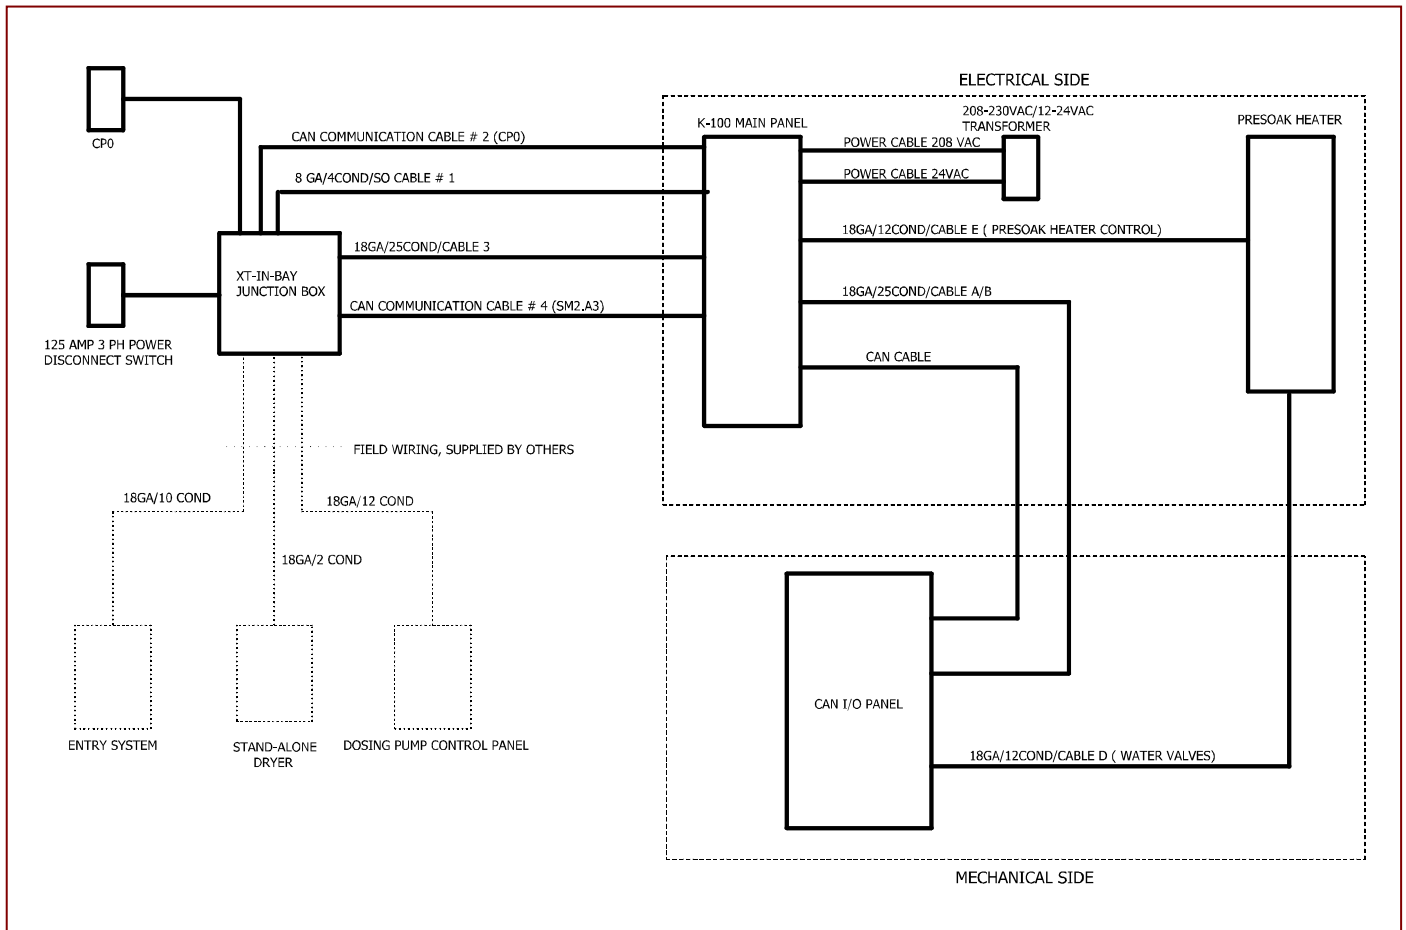 ELECTRICAL SIDE
CP0
CAN COMMUNICATION CABLE # 2 (CP0)
8 GA/4COND/SO CABLE # 1
K-100 MAIN PANEL
208-230VAC/12-24VAC
TRANSFORMER
PRESOAK HEATER
POWER CABLE 208 VAC
POWER CABLE 24VAC
18GA/12COND/CABLE E ( PRESOAK HEATER CONTROL)
18GA/25COND/CABLE 3
XT-IN-BAY
JUNCTION BOX
18GA/25COND/CABLE A/B
CAN COMMUNICATION CABLE # 4 (SM2.A3)
125 AMP 3 PH POWER
DISCONNECT SWITCH
CAN CABLE
FIELD WIRING, SUPPLIED BY OTHERS
18GA/10 COND
18GA/12 COND
18GA/2 COND
ENTRY SYSTEM
STAND-ALONE
DRYER
DOSING PUMP CONTROL PANEL
CAN I/O PANEL
18GA/12COND/CABLE D ( WATER VALVES)
MECHANICAL SIDE